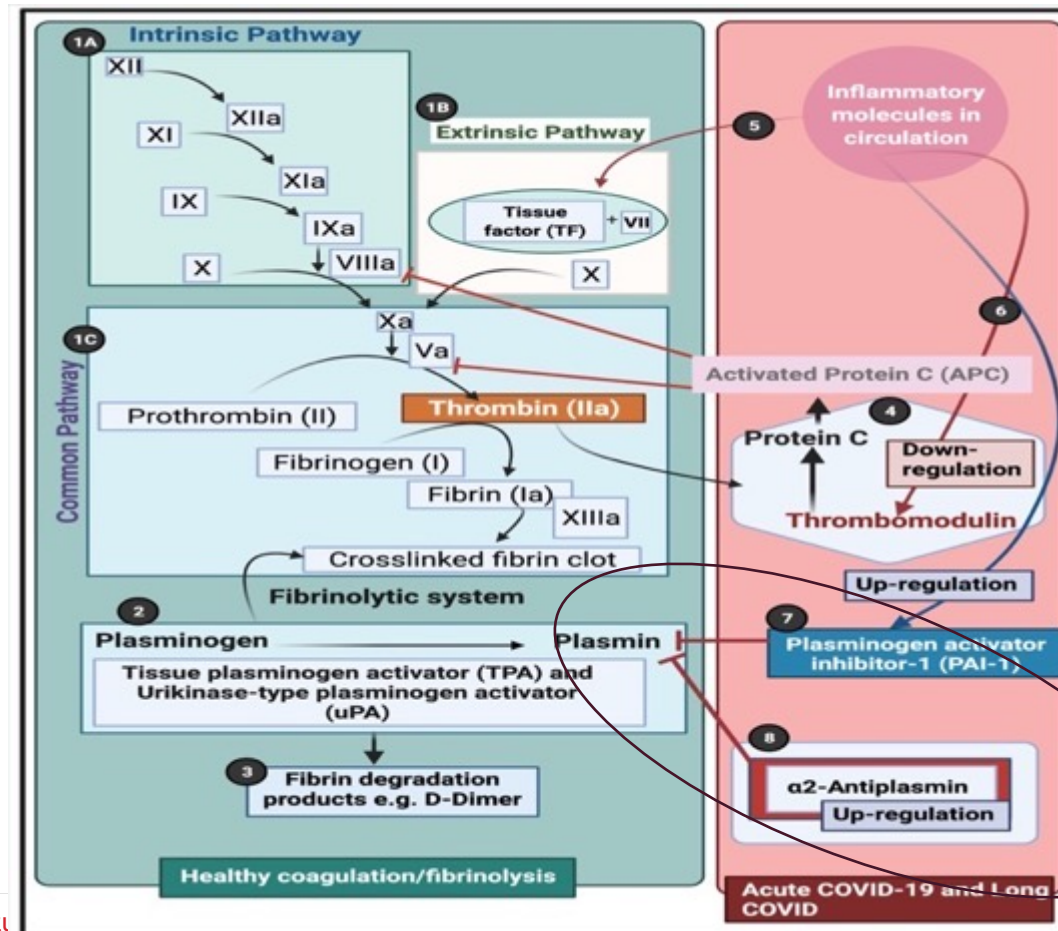 1A
Intrinsic Pathway
XII
XIIa
XI
XIa
IX
IXa
VIIIa
X
1B
Extrinsic Pathway
Tissue
factor (TF)
+
VII
X
1C
Common Pathway
Xa
Va
Prothrombin (II)
Thrombin (IIa)
Fibrinogen (I)
Fibrin (Ia)
XIIIa
Crosslinked fibrin clot
Fibrinolytic system
2
Plasminogen
Plasmin
Tissue plasminogen activator (TPA) and
Urikinase-type plasminogen activator
(uPA)
3
Fibrin degradation
products e.g. D-Dimer
Healthy coagulation/fibrinolysis
Inflammatory
molecules in
circulation
5
6
Activated Protein C (APC)
4
Protein C
Down-
regulation
Thrombomodulin
Up-regulation
7
Plasminogen activator
inhibitor-1 (PAI-1)
8
α2-Antiplasmin
Up-regulation
Acute COVID-19 and Long
COVID